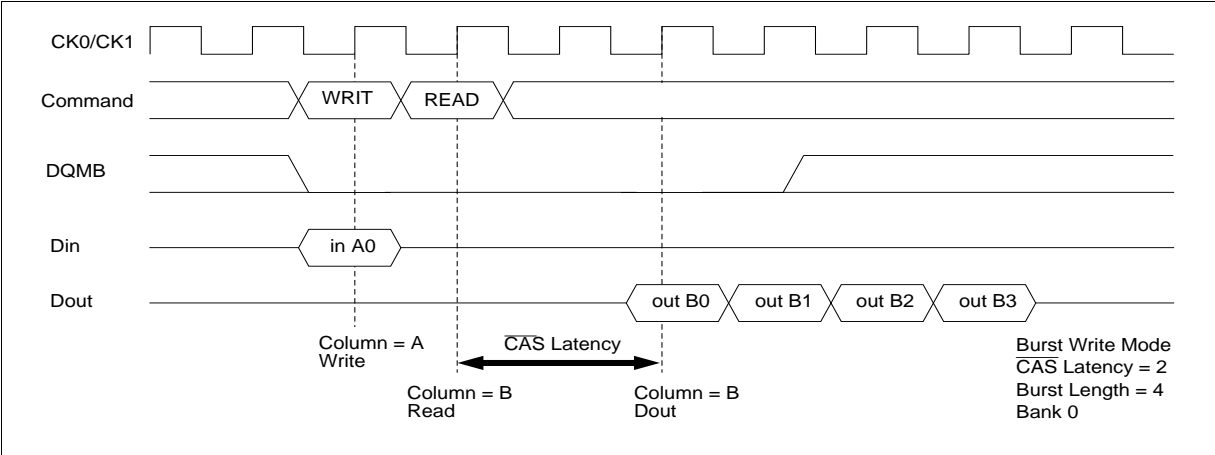 CK0/CK1
Command
WRIT
READ
DQMB
Din
in A0
Dout
out B0
out B1
out B2
out B3
Column = A
Write
CAS Latency
Column = B
Read
Column = B
Dout
Burst Write Mode
CAS Latency = 2
Burst Length = 4
Bank 0